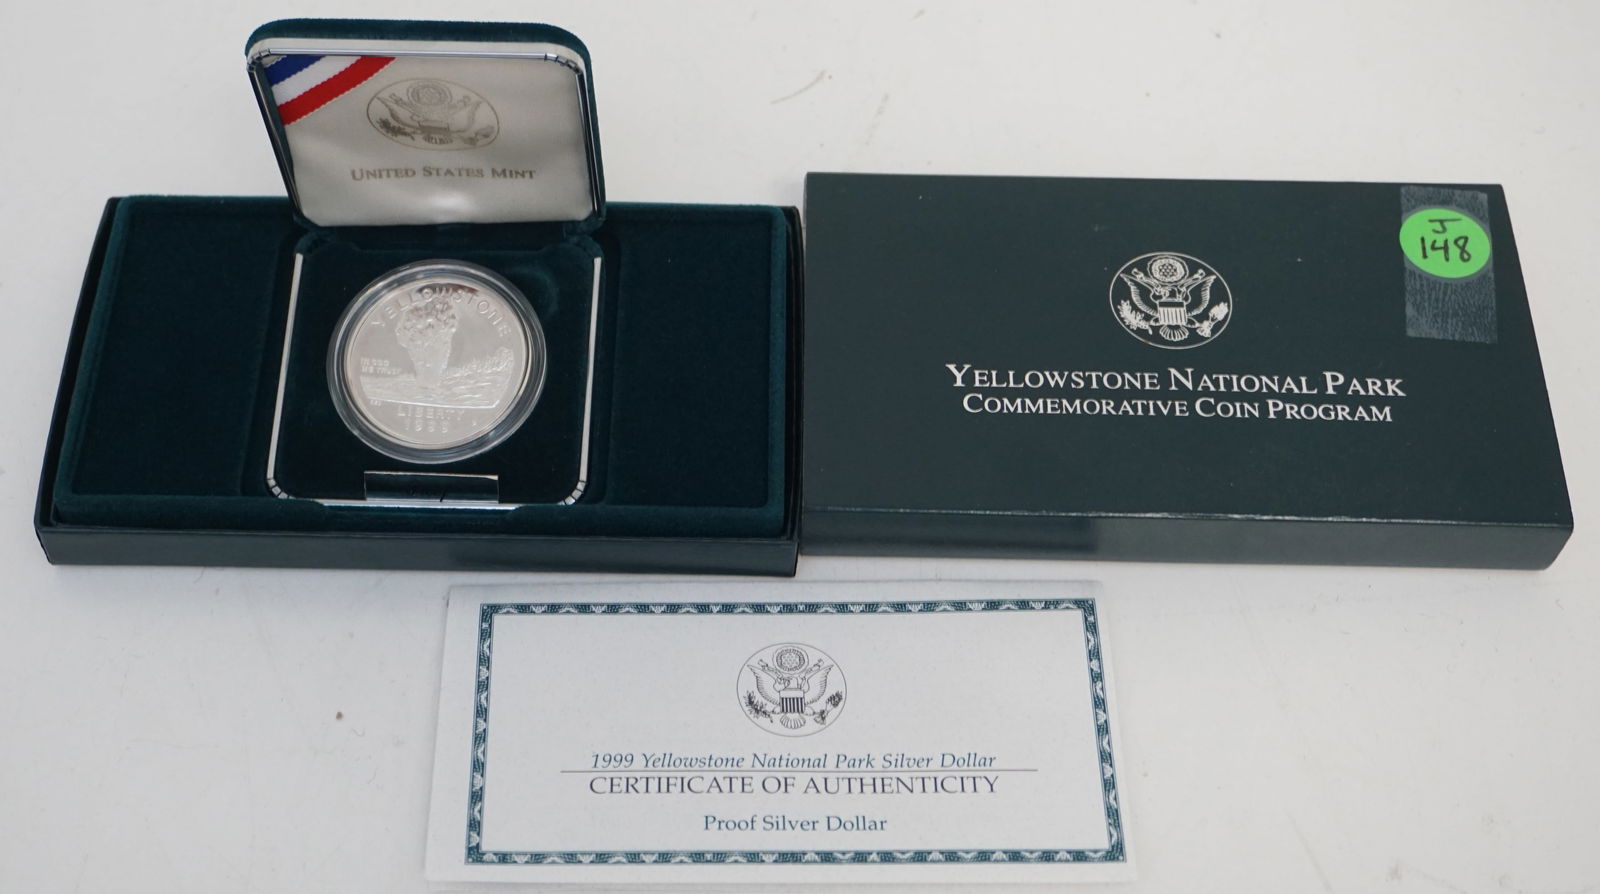 UNITED STATES MINT
YELLOWSTONE
IN GOD
WE TRUST
LIBERTY
1999
J
148
YELLOWSTONE NATIONAL PARK
COMMEMORATIVE COIN PROGRAM
1999 Yellowstone National Park Silver Dollar
CERTIFICATE OF AUTHENTICITY
Proof Silver Dollar